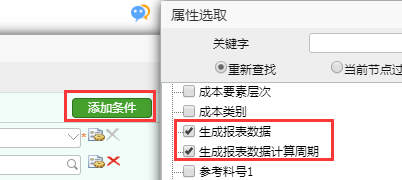 属性选取
关键字
重新查找 当前节点过
添加条件
成本要素层次
成本类别
生成报表数据
*
生成报表数据计算周期
参考料号1